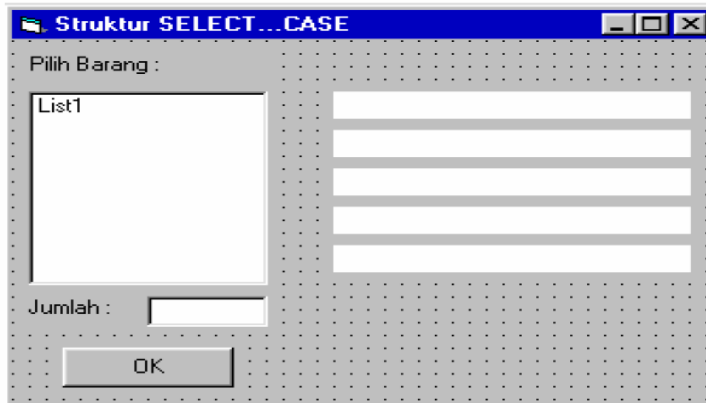 Struktur SELECT...CASE
Pilih Barang :
List1
Jumlah :
OK